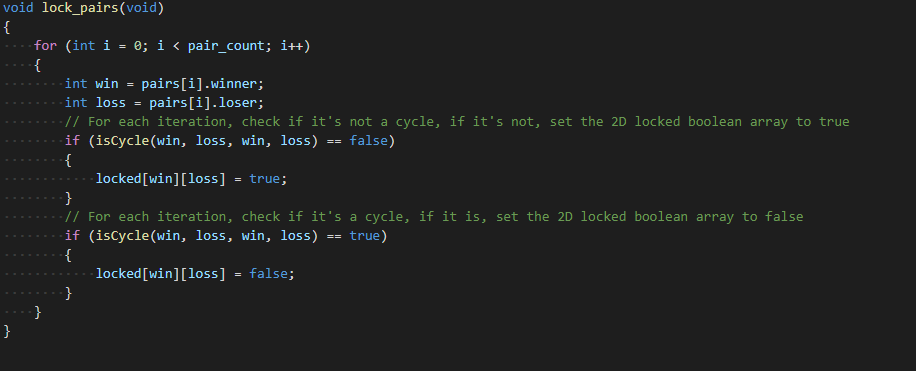 void lock_pairs(void)
{
    for (int i = 0; i < pair_count; i++)
    {
        int win = pairs[i].winner;
        int loss = pairs[i].loser;
        // For each iteration, check if it's not a cycle, if it's not, set the 2D locked boolean array to true
        if (isCycle(win, loss, win, loss) == false)
        {
            locked[win][loss] = true;
        }
        // For each iteration, check if it's a cycle, if it is, set the 2D locked boolean array to false
        if (isCycle(win, loss, win, loss) == true)
        {
            locked[win][loss] = false;
        }
    }
}